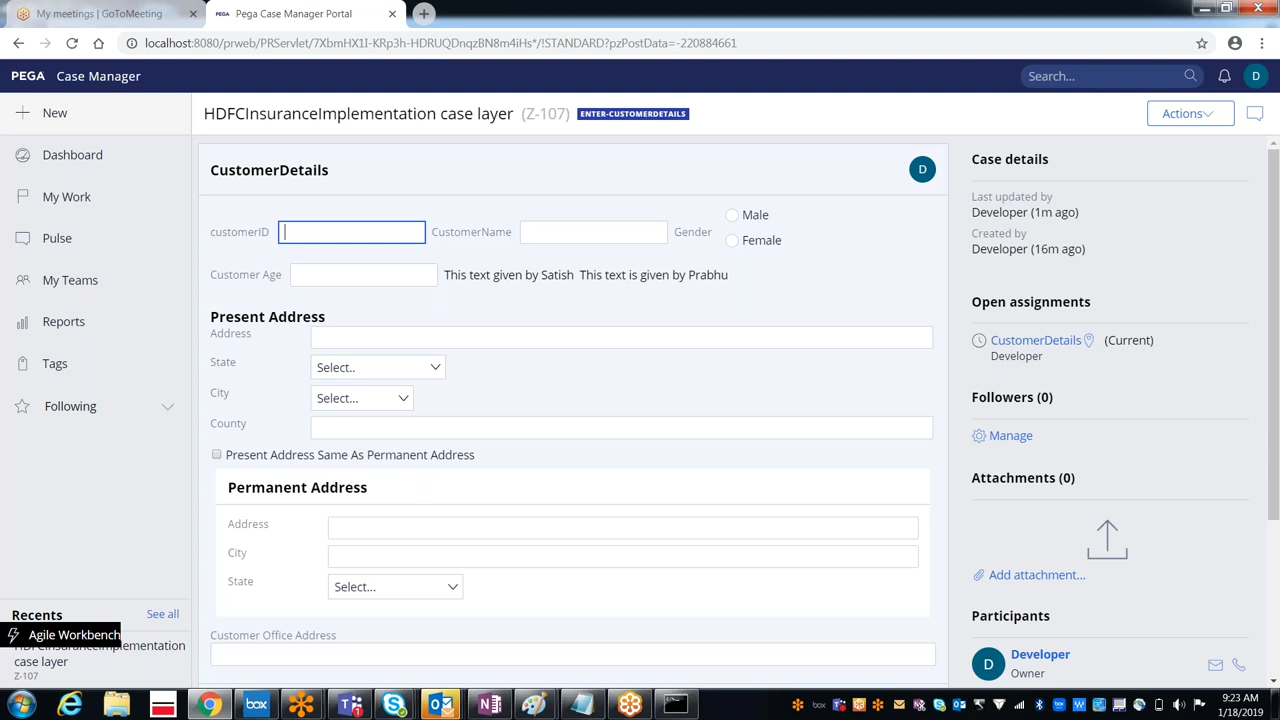 My meetings | GoToMeeting
Pega Case Manager Portal
localhost:8080/prweb/PRServlet/7XbmHX1I-KRp3h-HDRUQDnqzBN8m4iHs*/!STANDARD?pzPostData=-220884661
PEGA Case Manager
Search...
D
New
HDFCInsuranceImplementation case layer (Z-107) ENTER-CUSTOMERDETAILS
Actions
Dashboard
My Work
Pulse
My Teams
Reports
Tags
Following
Recents
See all
Agile Workbench
HDFCInsuranceImplementation
case layer
Z-107
CustomerDetails
D
customerID
CustomerName
Gender
Male
Female
Customer Age
This text given by Satish This text is given by Prabhu
Present Address
Address
State
Select..
City
Select...
County
Present Address Same As Permanent Address
Permanent Address
Address
City
State
Select...
Customer Office Address
Case details
Last updated by
Developer (1m ago)
Created by
Developer (16m ago)
Open assignments
CustomerDetails (Current)
Developer
Followers (0)
Manage
Attachments (0)
Add attachment...
Participants
D
Developer
Owner
box
box
9:23 AM
1/18/2019